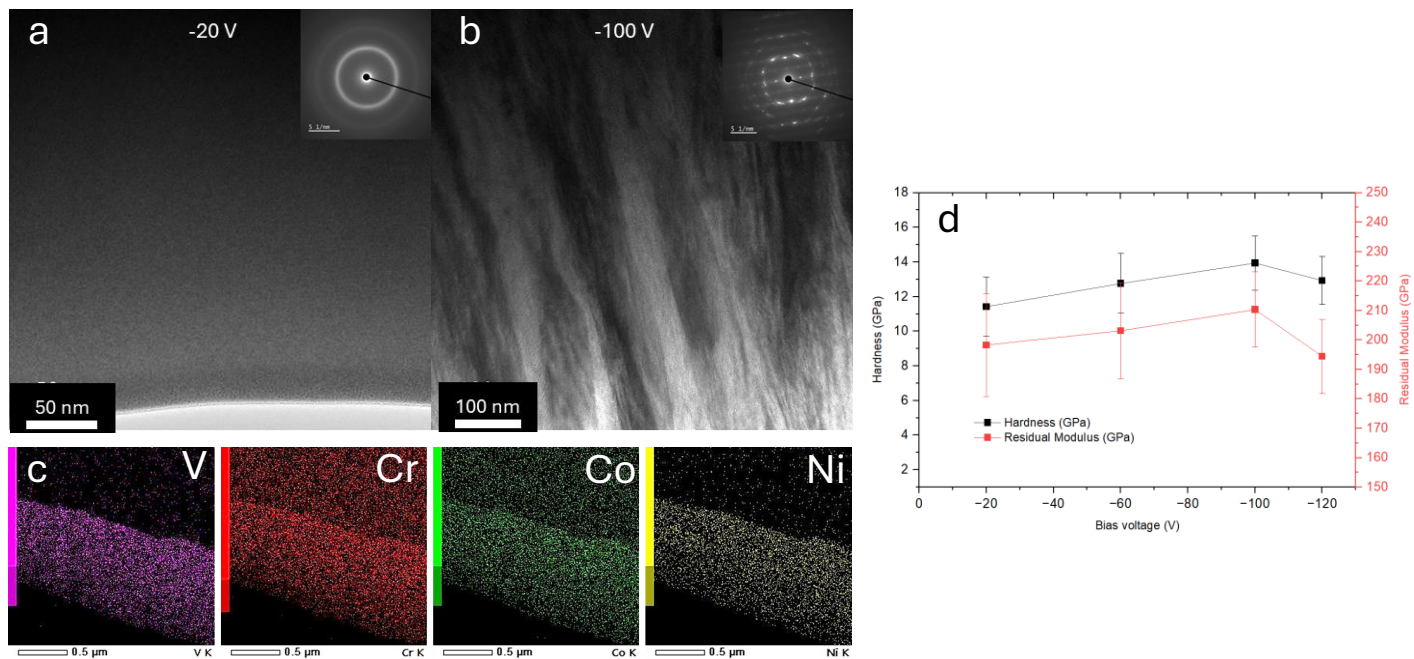 a
-20 V
5 1/nm
50 nm
b
-100 V
5 1/nm
100 nm
c
V
0.5 µm
V K
Cr
0.5 µm
Cr K
Co
0.5 µm
Co K
Ni
0.5 µm
Ni K
d
18
16
14
12
10
8
6
4
2
Hardness (GPa)
250
240
230
220
210
200
190
180
170
160
150
Residual Modulus (GPa)
Hardness (GPa)
Residual Modulus (GPa)
0 −20 −40 −60 −80 −100 −120
Bias voltage (V)